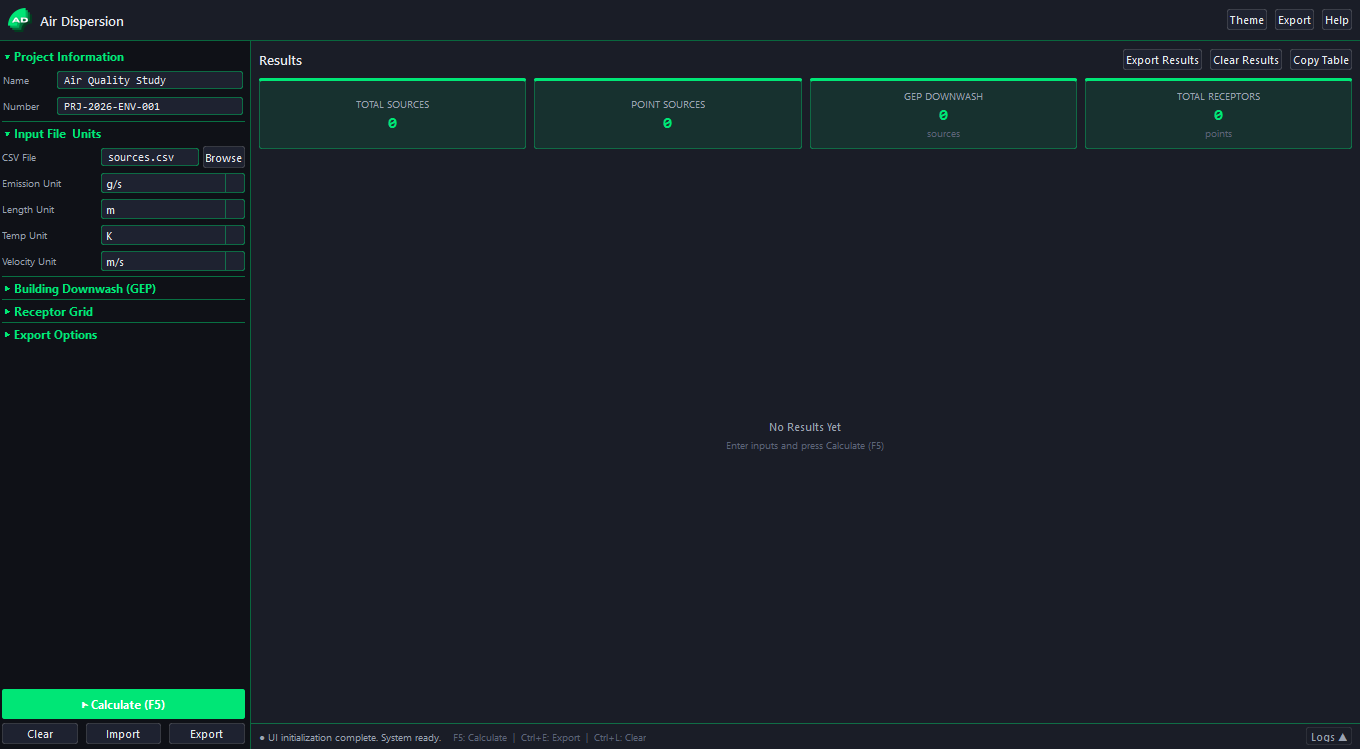 AD Air Dispersion
Theme Export Help
▾ Project Information
Name Air Quality Study
Number PRJ-2026-ENV-001
▾ Input File Units
CSV File sources.csv Browse
Emission Unit g/s
Length Unit m
Temp Unit K
Velocity Unit m/s
▸ Building Downwash (GEP)
▸ Receptor Grid
▸ Export Options
▸ Calculate (F5)
Clear Import Export
Results
Export Results Clear Results Copy Table
TOTAL SOURCES
0
POINT SOURCES
0
GEP DOWNWASH
0
sources
TOTAL RECEPTORS
0
points
No Results Yet
Enter inputs and press Calculate (F5)
● UI initialization complete. System ready. F5: Calculate | Ctrl+E: Export | Ctrl+L: Clear
Logs ▲